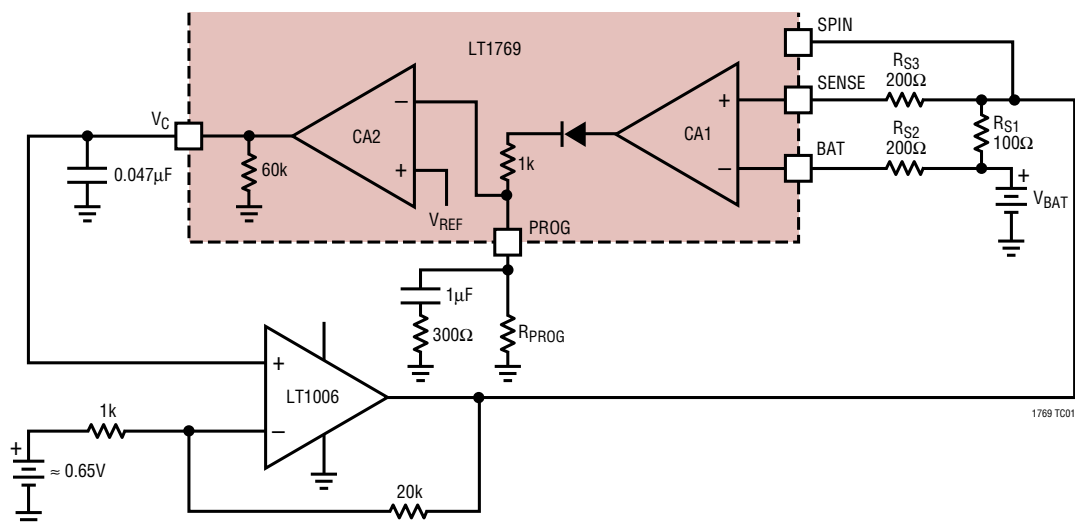 SPIN
LT1769
SENSE
R_S3
200Ω
V_C
CA2
−
+
60k
0.047µF
V_REF
1k
CA1
+
−
BAT
R_S2
200Ω
R_S1
100Ω
+
V_BAT
PROG
1µF
300Ω
R_PROG
+
LT1006
−
1k
+
≈ 0.65V
20k
1769 TC01